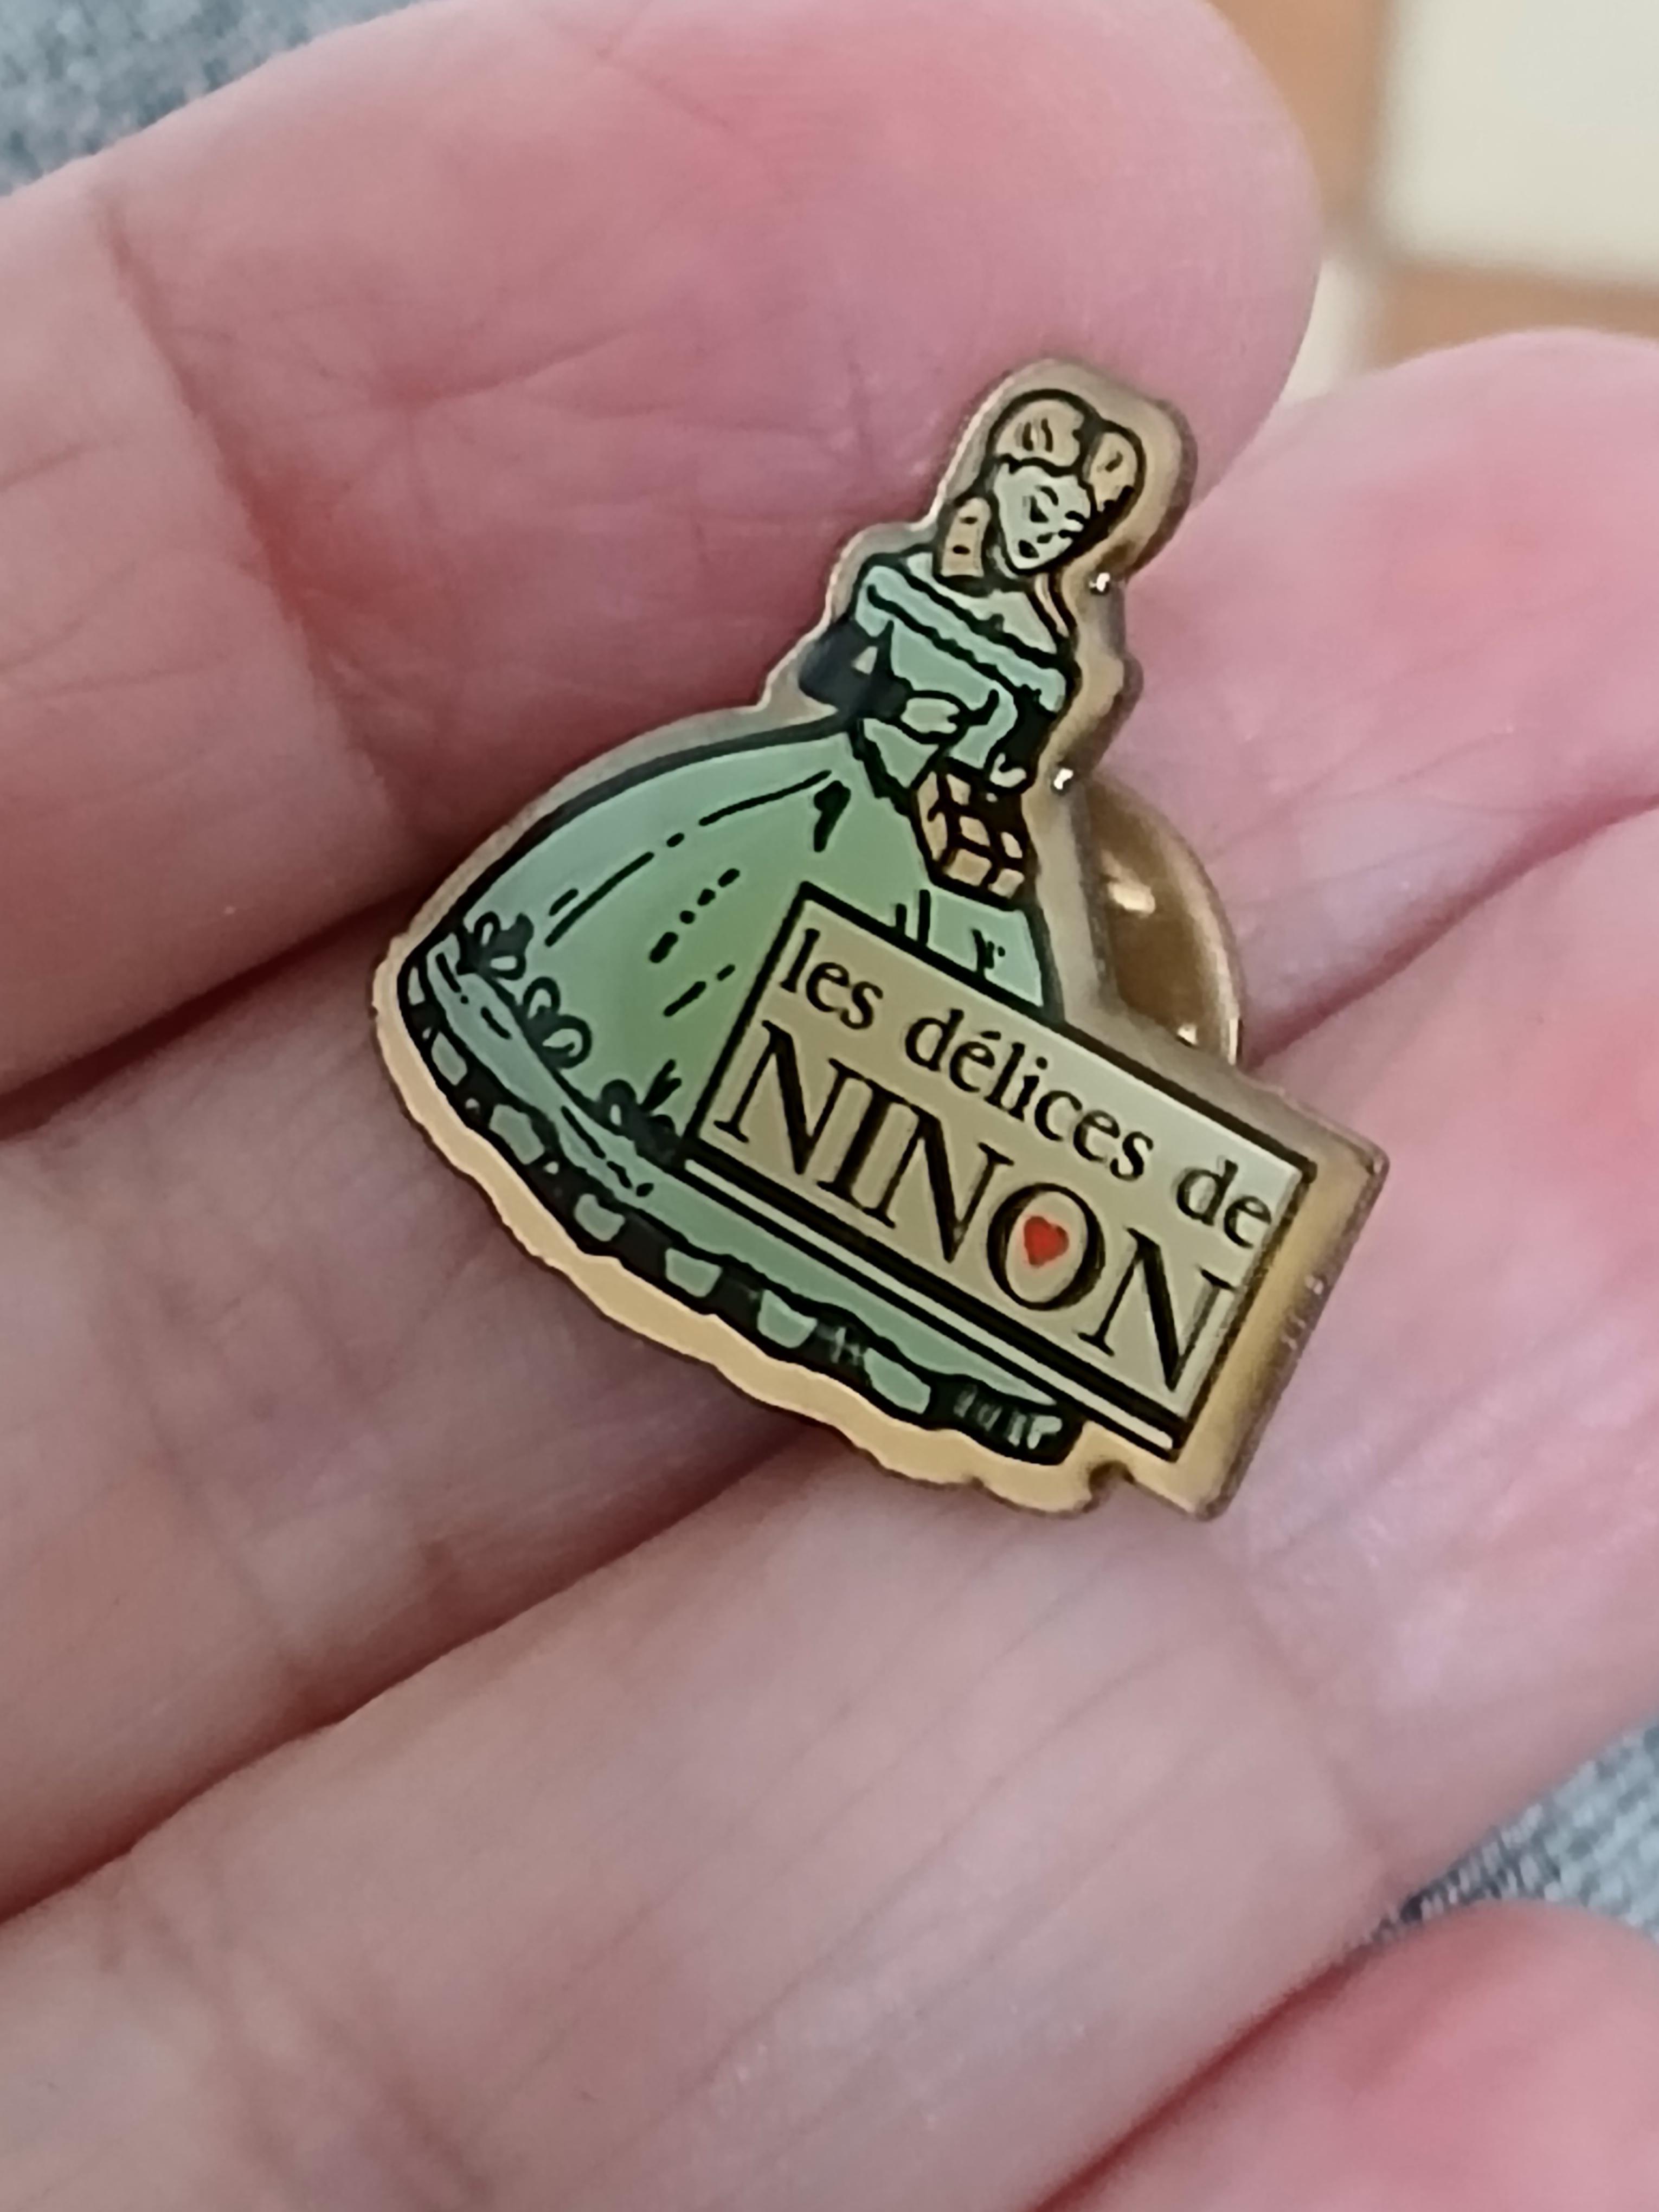 les délices de
NINON